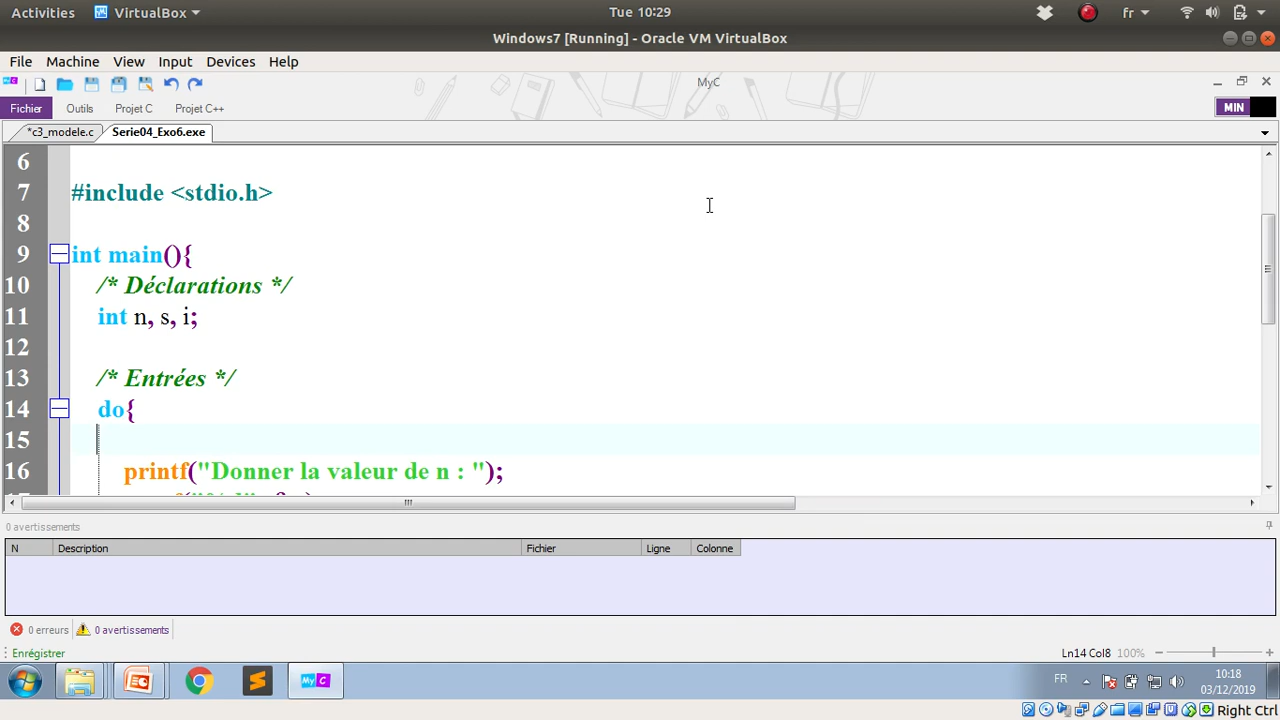 Activities VirtualBox Tue 10:29 fr
Windows7 [Running] - Oracle VM VirtualBox
File Machine View Input Devices Help
MyC
Fichier Outils Projet C Projet C++ MIN
*c3_modele.c Serie04_Exo6.exe
6
7 #include <stdio.h>
8
9 int main(){
10 /* Déclarations */
11 int n, s, i;
12
13 /* Entrées */
14 do{
15
16 printf("Donner la valeur de n : ");
0 avertissements
N Description Fichier Ligne Colonne
0 erreurs 0 avertissements
Enrégistrer Ln14 Col8 100%
MyC FR 10:18
03/12/2019
Right Ctrl